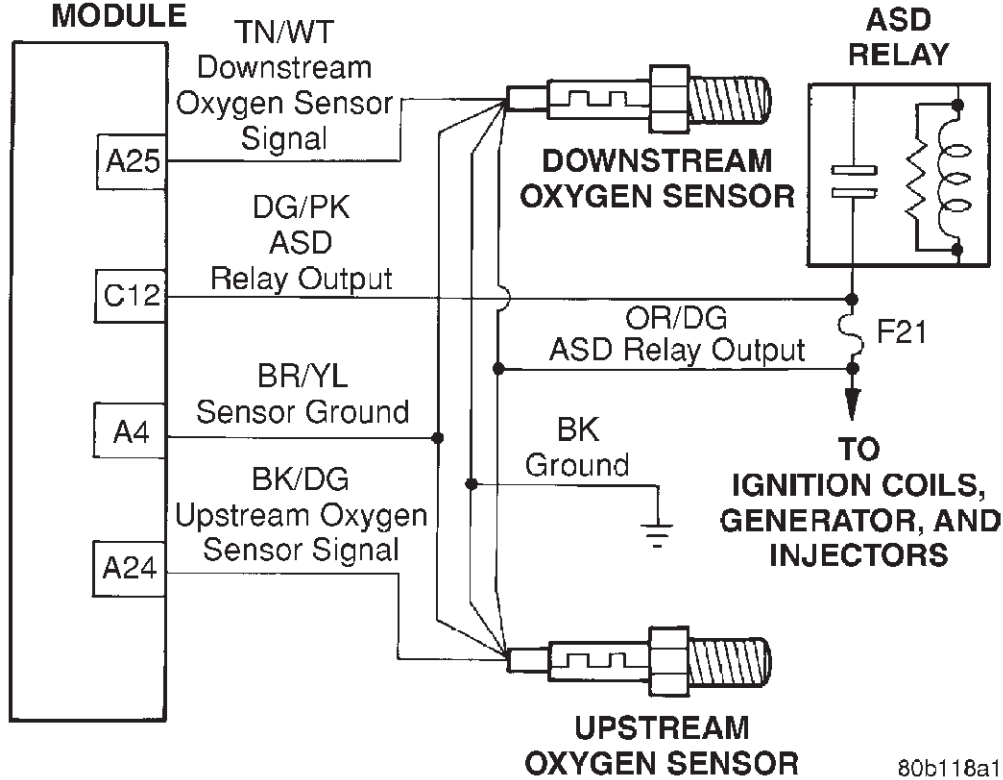 MODULE
TN/WT
Downstream
Oxygen Sensor
Signal
A25
DG/PK
ASD
Relay Output
C12
BR/YL
Sensor Ground
A4
BK/DG
Upstream Oxygen
Sensor Signal
A24
DOWNSTREAM
OXYGEN SENSOR
ASD
RELAY
OR/DG
ASD Relay Output
F21
BK
Ground
TO
IGNITION COILS,
GENERATOR, AND
INJECTORS
UPSTREAM
OXYGEN SENSOR
80b118a1